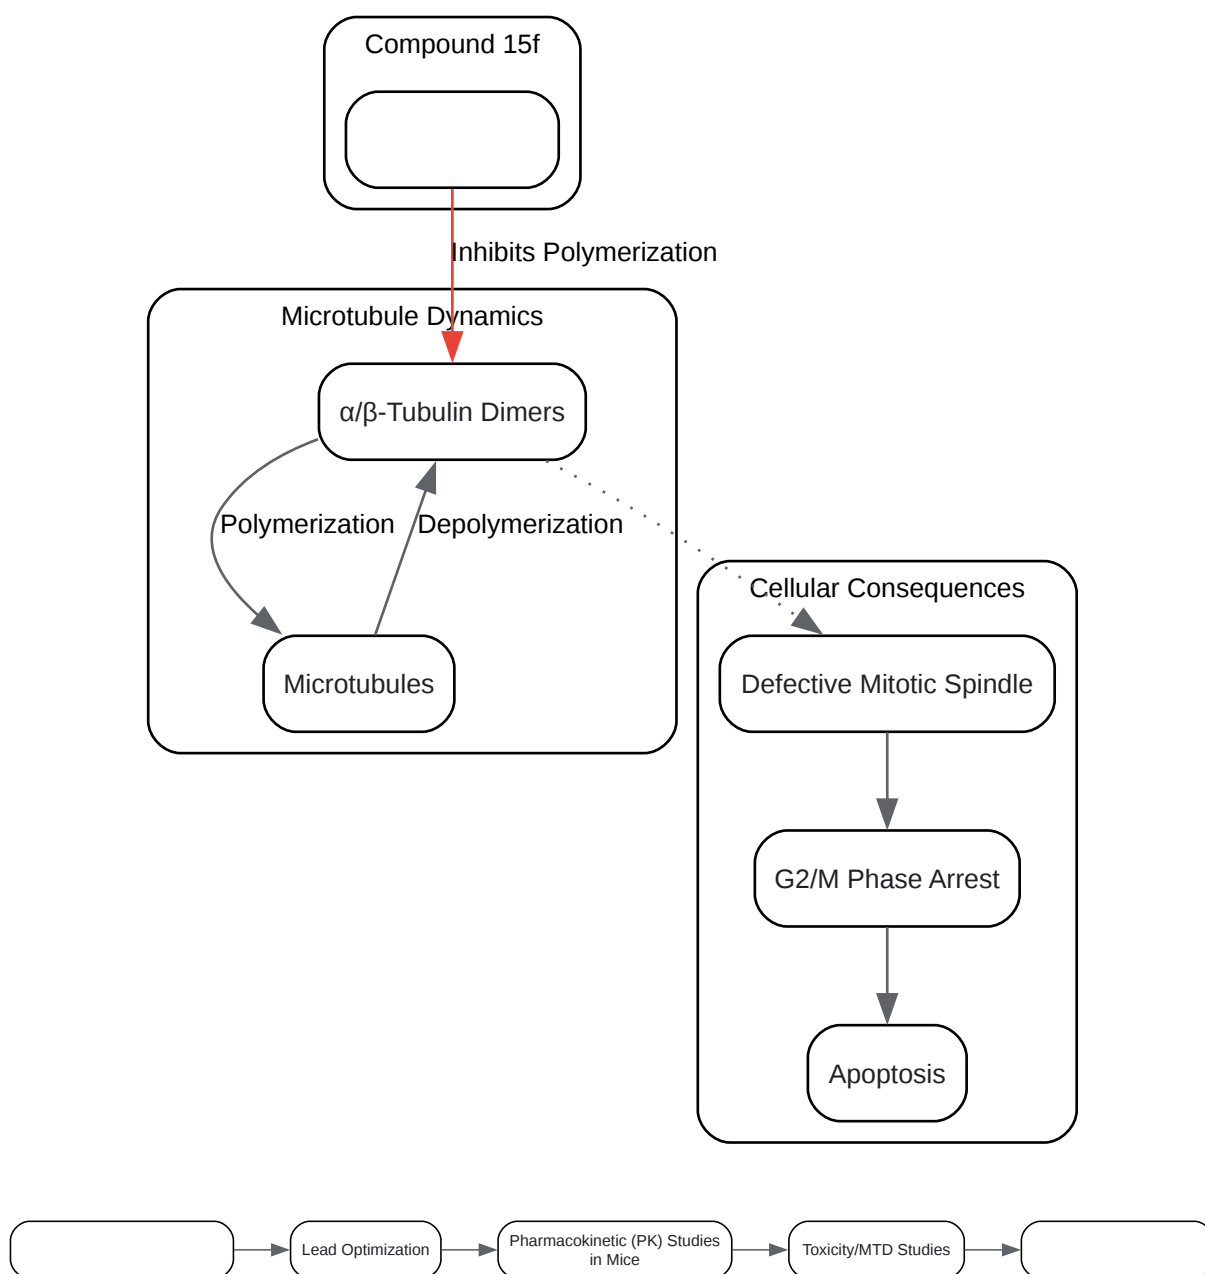 Compound 15f
Inhibits Polymerization
Microtubule Dynamics
α/β-Tubulin Dimers
Polymerization
Depolymerization
Microtubules
Cellular Consequences
Defective Mitotic Spindle
G2/M Phase Arrest
Apoptosis
Lead Optimization
Pharmacokinetic (PK) Studies
in Mice
Toxicity/MTD Studies